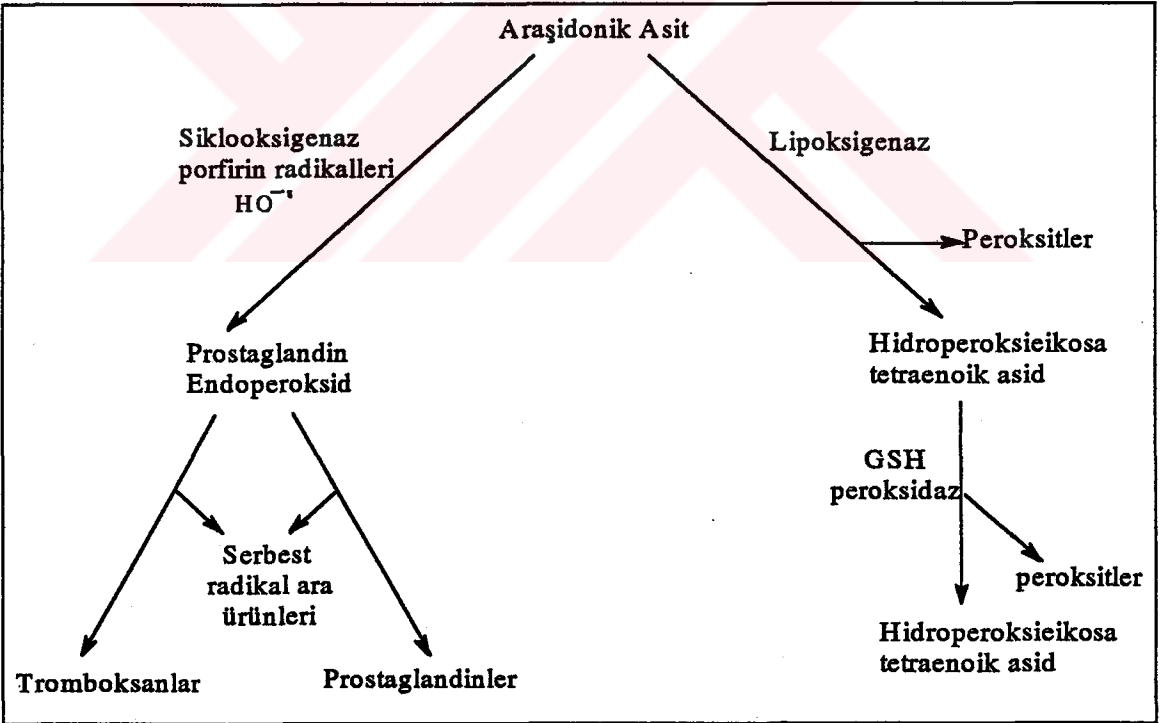 Araşidonik Asit
Siklooksigenaz
porfirin radikalleri
HO⁻˙
Lipoksigenaz
Peroksitler
Prostaglandin
Endoperoksid
Hidroperoksieikosa
tetraenoik asid
GSH
peroksidaz
Serbest
radikal ara
ürünleri
peroksitler
Tromboksanlar
Prostaglandinler
Hidroperoksieikosa
tetraenoik asid